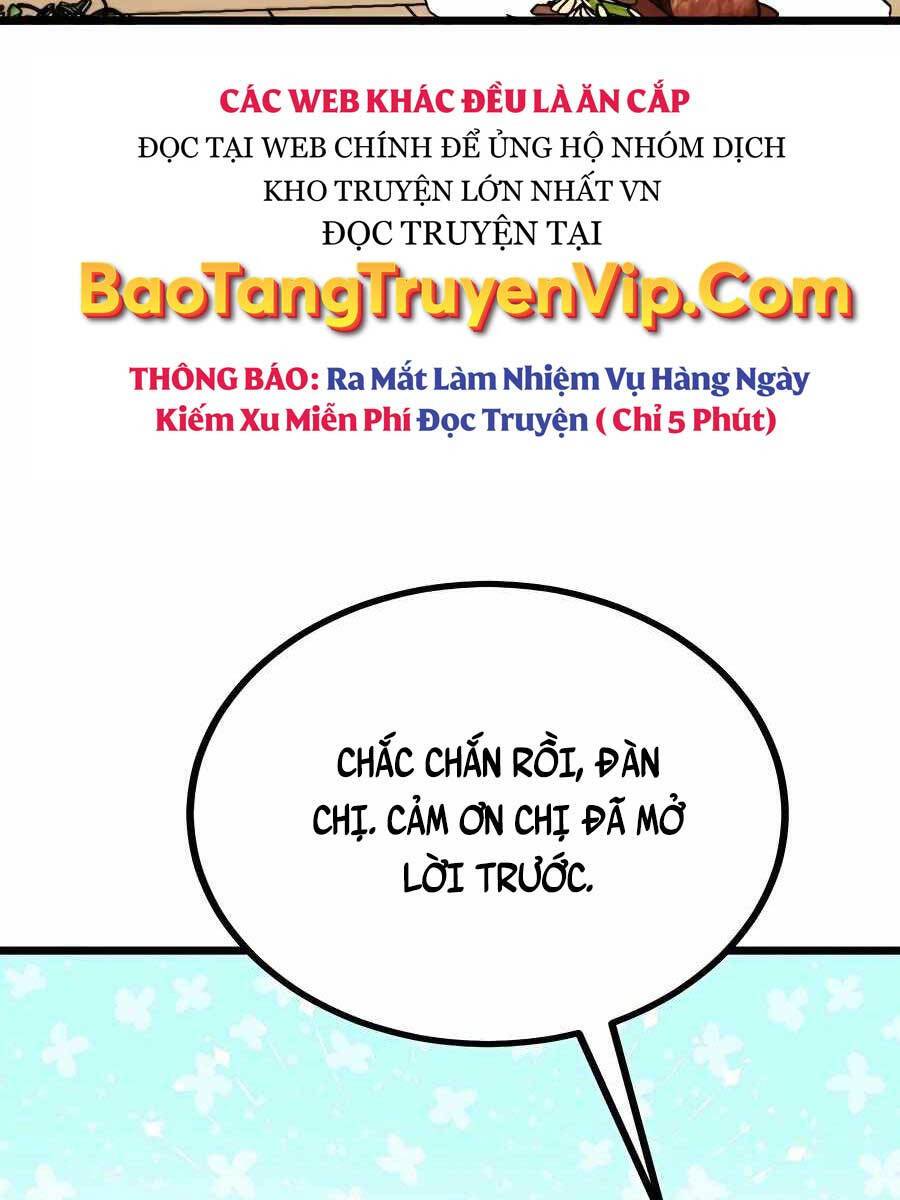 CÁC WEB KHÁC ĐỀU LÀ ĂN CẮP
ĐỌC TẠI WEB CHÍNH ĐỂ ỦNG HỘ NHÓM DỊCH
KHO TRUYỆN LỚN NHẤT VN
ĐỌC TRUYỆN TẠI
BaoTangTruyenVip.Com
THÔNG BÁO: Ra Mắt Làm Nhiệm Vụ Hàng Ngày
Kiếm Xu Miễn Phí Đọc Truyện ( Chỉ 5 Phút)
CHẮC CHẮN RỒI, ĐÀN
CHỊ. CẢM ƠN CHỊ ĐÃ MỞ
LỜI TRƯỚC.